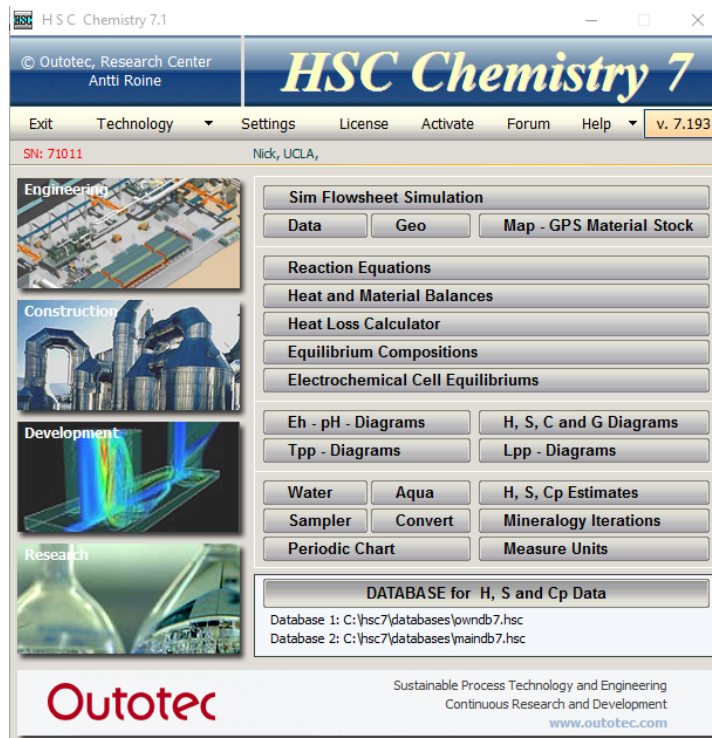 HSC H S C Chemistry 7.1
© Outotec, Research Center
Antti Roine
HSC Chemistry 7
Exit Technology Settings License Activate Forum Help v. 7.193
SN: 71011 Nick, UCLA,
Engineering
Construction
Development
Research
Sim Flowsheet Simulation
Data Geo Map - GPS Material Stock
Reaction Equations
Heat and Material Balances
Heat Loss Calculator
Equilibrium Compositions
Electrochemical Cell Equilibriums
Eh - pH - Diagrams H, S, C and G Diagrams
Tpp - Diagrams Lpp - Diagrams
Water Aqua H, S, Cp Estimates
Sampler Convert Mineralogy Iterations
Periodic Chart Measure Units
DATABASE for H, S and Cp Data
Database 1: C:\hsc7\databases\owndb7.hsc
Database 2: C:\hsc7\databases\maindb7.hsc
Outotec
Sustainable Process Technology and Engineering
Continuous Research and Development
www.outotec.com